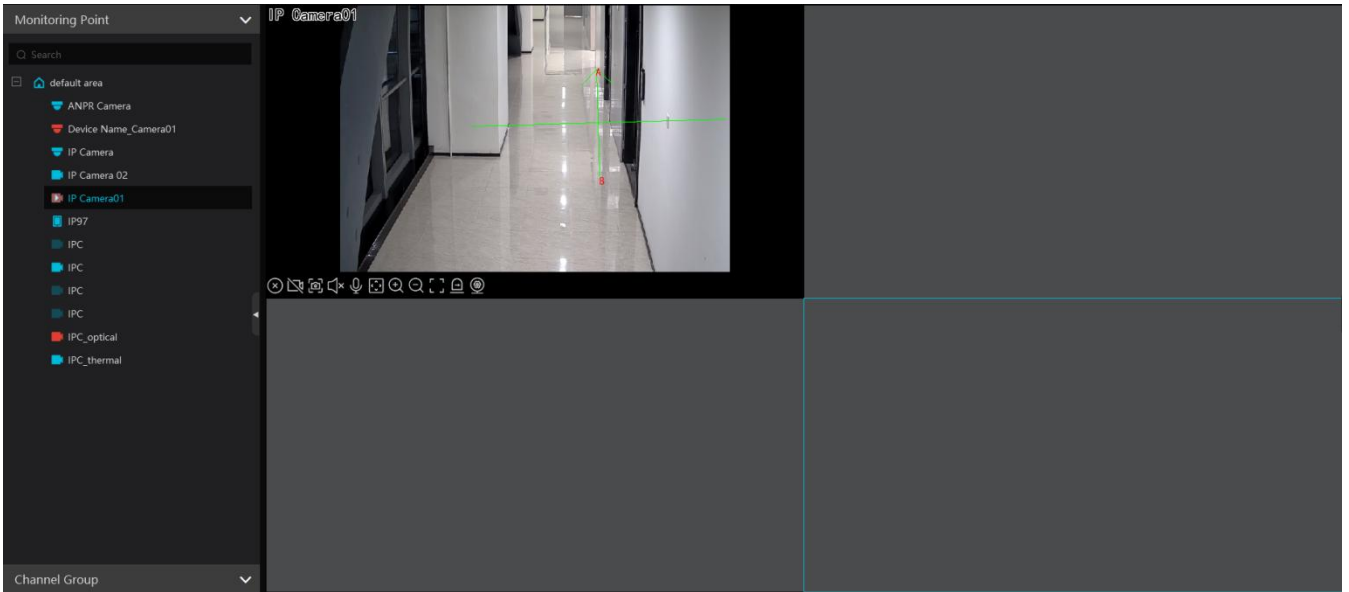 Monitoring Point
Search
default area
ANPR Camera
Device Name_Camera01
IP Camera
IP Camera 02
IP Camera01
IP97
IPC
IPC
IPC
IPC
IPC_optical
IPC_thermal
Channel Group
IP Camera01
A
B